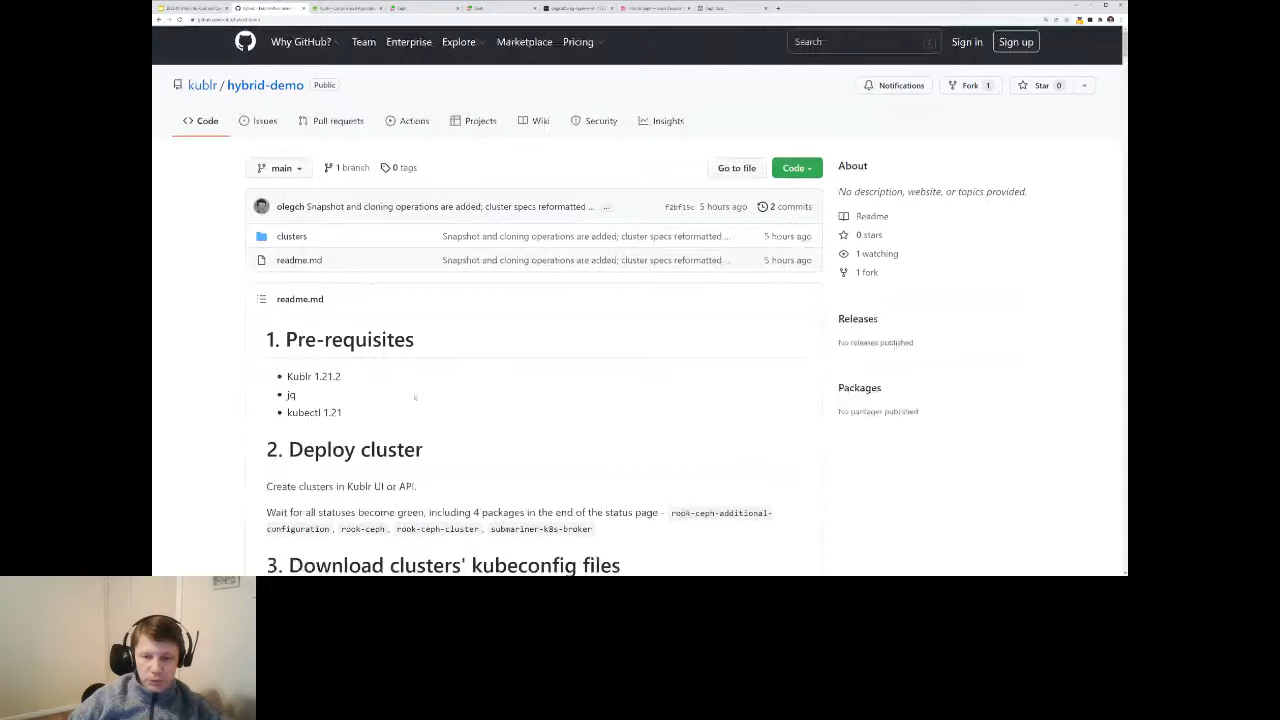 github.com/kublr/hybrid-demo
Why GitHub?
Team
Enterprise
Explore
Marketplace
Pricing
Search
/
Sign in
Sign up
kublr / hybrid-demo
Public
Notifications
Fork 1
Star 0
Code
Issues
Pull requests
Actions
Projects
Wiki
Security
Insights
main
1 branch
0 tags
Go to file
Code
About
No description, website, or topics provided.
Readme
0 stars
1 watching
1 fork
Releases
No releases published
Packages
No packages published
olegch Snapshot and cloning operations are added; cluster specs reformatted ...
...
f2bf15c 5 hours ago
2 commits
clusters
Snapshot and cloning operations are added; cluster specs reformatted ...
5 hours ago
readme.md
Snapshot and cloning operations are added; cluster specs reformatted ...
5 hours ago
readme.md
1. Pre-requisites
• Kublr 1.21.2
• jq
• kubectl 1.21
2. Deploy cluster
Create clusters in Kublr UI or API.
Wait for all statuses become green, including 4 packages in the end of the status page - rook-ceph-additional-
configuration, rook-ceph, rook-ceph-cluster, submariner-k8s-broker
3. Download clusters' kubeconfig files